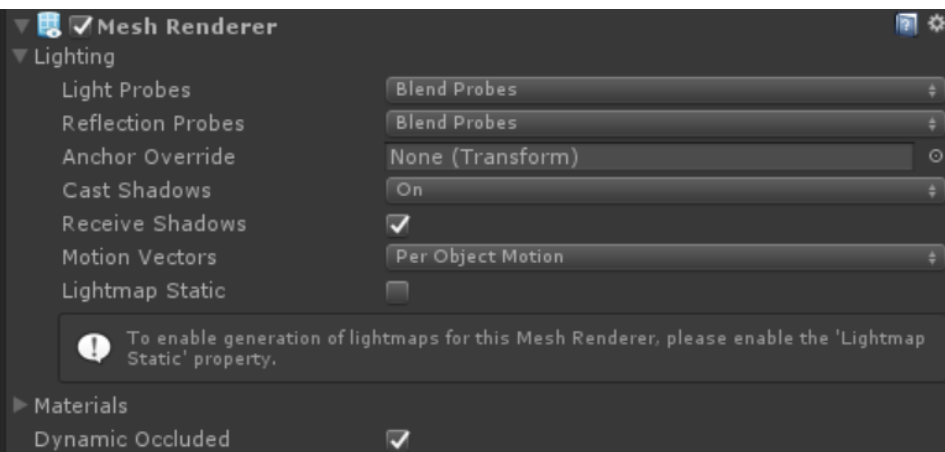 Mesh Renderer
Lighting
Light Probes Blend Probes
Reflection Probes Blend Probes
Anchor Override None (Transform)
Cast Shadows On
Receive Shadows
Motion Vectors Per Object Motion
Lightmap Static
To enable generation of lightmaps for this Mesh Renderer, please enable the 'Lightmap
Static' property.
Materials
Dynamic Occluded